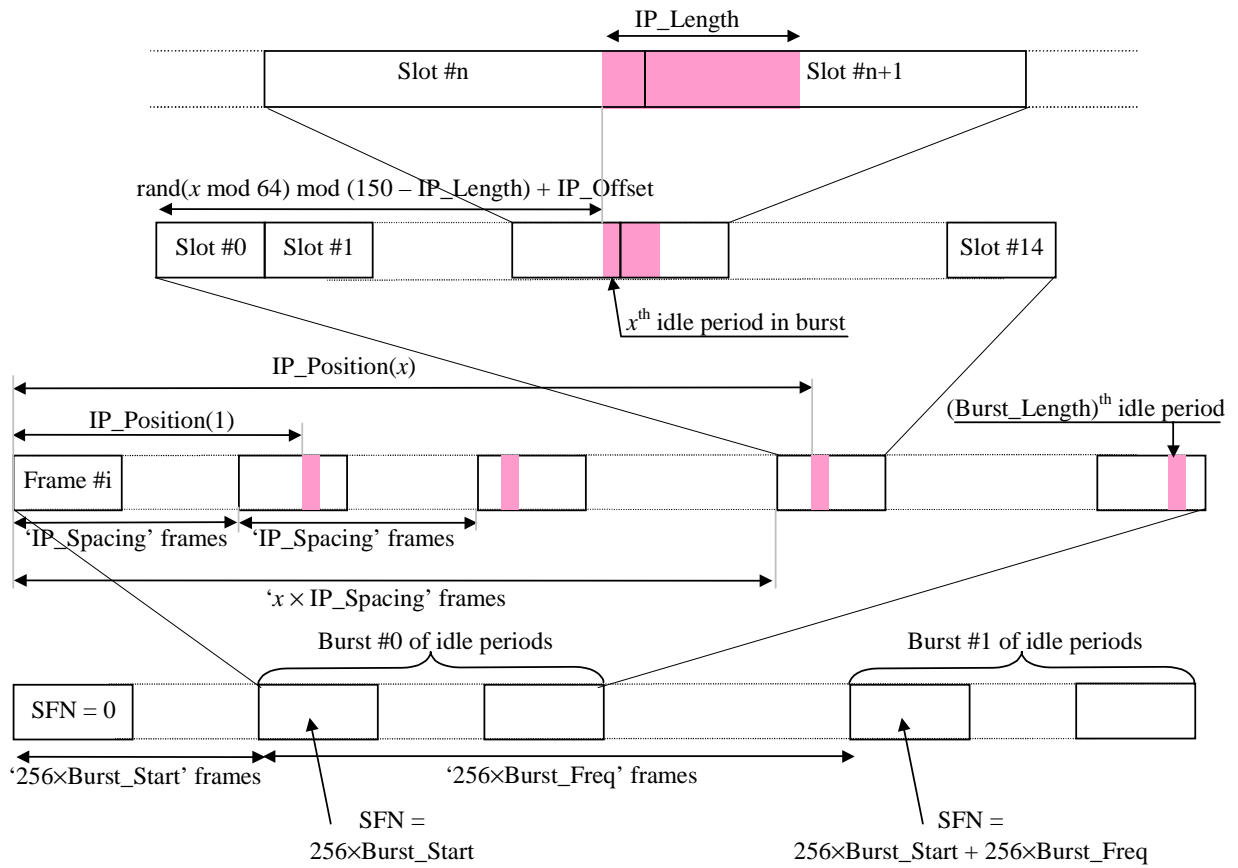 IP_Length
Slot #n
Slot #n+1
rand(x mod 64) mod (150 – IP_Length) + IP_Offset
Slot #0
Slot #1
Slot #14
xth idle period in burst
IP_Position(x)
IP_Position(1)
(Burst_Length)th idle period
Frame #i
‘IP_Spacing’ frames
‘IP_Spacing’ frames
‘x × IP_Spacing’ frames
Burst #0 of idle periods
Burst #1 of idle periods
SFN = 0
‘256×Burst_Start’ frames
‘256×Burst_Freq’ frames
SFN =
256×Burst_Start
SFN =
256×Burst_Start + 256×Burst_Freq